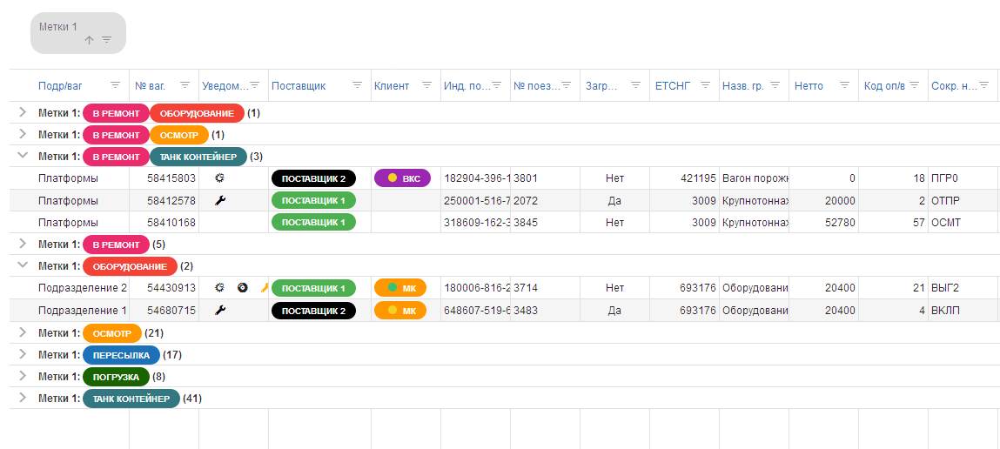 Метки 1
Подр/ваг № ваг. Уведом... Поставщик Клиент Инд. по... № поез... Загр... ЕТСНГ Назв. гр. Нетто Код оп/в Сокр. н...
Метки 1: В РЕМОНТ ОБОРУДОВАНИЕ (1)
Метки 1: В РЕМОНТ ОСМОТР (1)
Метки 1: В РЕМОНТ ТАНК КОНТЕЙНЕР (3)
Платформы 58415803 ПОСТАВЩИК 2 ВКС 182904-396-1 3801 Нет 421195 Вагон порожн 0 18 ПГР0
Платформы 58412578 ПОСТАВЩИК 1 250001-516-7 2072 Да 3009 Крупнотоннах 20000 2 ОТПР
Платформы 58410168 ПОСТАВЩИК 1 318609-162-3 3845 Нет 3009 Крупнотоннах 52780 57 ОСМТ
Метки 1: В РЕМОНТ (5)
Метки 1: ОБОРУДОВАНИЕ (2)
Подразделение 2 54430913 ПОСТАВЩИК 1 МК 180006-816-2 3714 Нет 693176 Оборудовани 20400 21 ВЫГ2
Подразделение 1 54680715 ПОСТАВЩИК 2 МК 648607-519-6 3483 Да 693176 Оборудовани 20400 4 ВКЛП
Метки 1: ОСМОТР (21)
Метки 1: ПЕРЕСЫЛКА (17)
Метки 1: ПОГРУЗКА (8)
Метки 1: ТАНК КОНТЕЙНЕР (41)